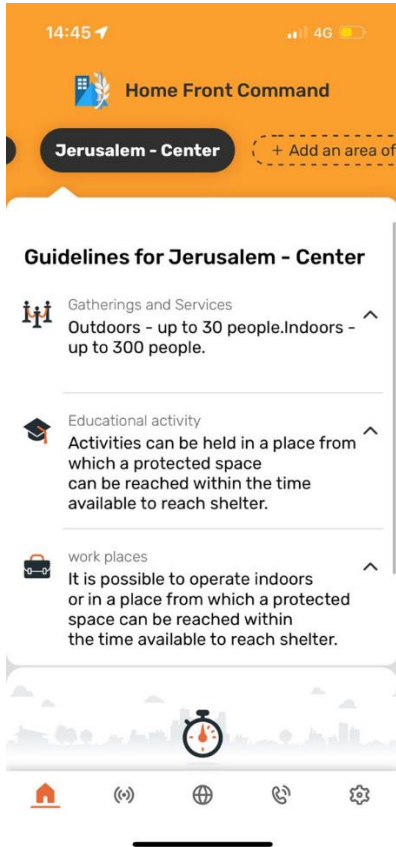 14:45
4G
Home Front Command
Jerusalem - Center
+ Add an area of
Guidelines for Jerusalem - Center
Gatherings and Services
Outdoors - up to 30 people.Indoors -
up to 300 people.
Educational activity
Activities can be held in a place from
which a protected space
can be reached within the time
available to reach shelter.
work places
It is possible to operate indoors
or in a place from which a protected
space can be reached within
the time available to reach shelter.